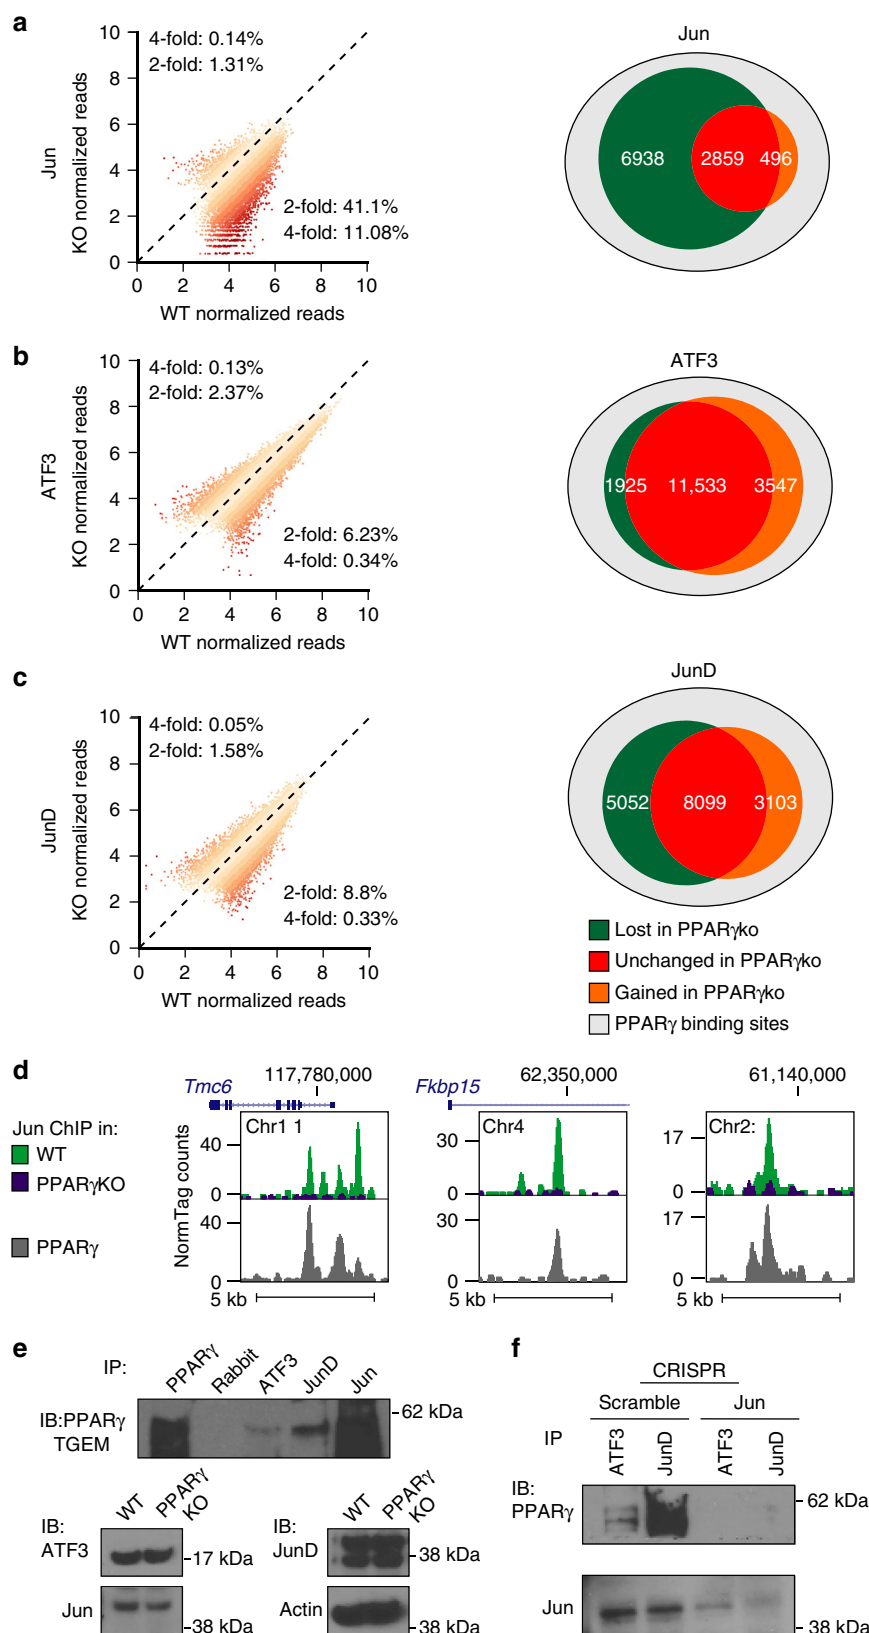 a
4-fold: 0.14%
2-fold: 1.31%
2-fold: 41.1%
4-fold: 11.08%
Jun
KO normalized reads
10
8
6
4
2
0
0 2 4 6 8 10
WT normalized reads
Jun
6938 2859 496
b
4-fold: 0.13%
2-fold: 2.37%
2-fold: 6.23%
4-fold: 0.34%
ATF3
KO normalized reads
10
8
6
4
2
0
0 2 4 6 8 10
WT normalized reads
ATF3
1925 11,533 3547
c
4-fold: 0.05%
2-fold: 1.58%
2-fold: 8.8%
4-fold: 0.33%
JunD
KO normalized reads
10
8
6
4
2
0
0 2 4 6 8 10
WT normalized reads
JunD
5052 8099 3103
Lost in PPARγko
Unchanged in PPARγko
Gained in PPARγko
PPARγ binding sites
d
Jun ChIP in:
WT
PPARγKO
PPARγ
NormTag counts
Tmc6
117,780,000
Chr1 1
40
0
40
0
5 kb
Fkbp15
62,350,000
Chr4
30
0
30
0
5 kb
61,140,000
Chr2:
17
0
17
0
5 kb
e
IP:
PPARγ Rabbit ATF3 JunD Jun
IB:PPARγ
TGEM
62 kDa
WT PPARγ KO
IB:
ATF3
17 kDa
Jun
38 kDa
WT PPARγ KO
IB:
JunD
38 kDa
Actin
38 kDa
f
CRISPR
Scramble Jun
IP
ATF3 JunD ATF3 JunD
IB:
PPARγ
62 kDa
Jun
38 kDa